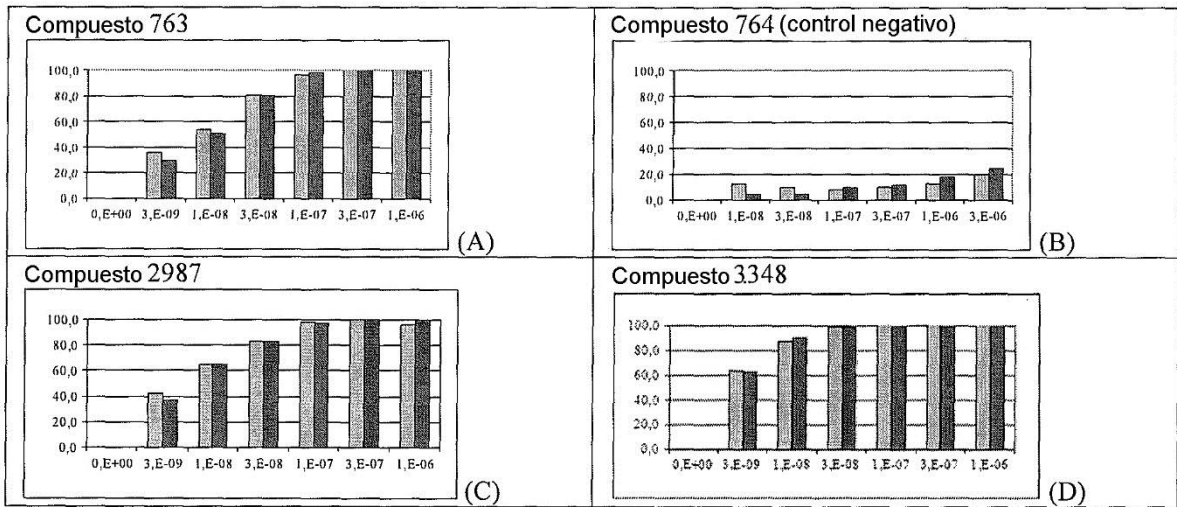 Compuesto 763
100,0
80,0
60,0
40,0
20,0
0,0
0,E+00 3,E-09 1,E-08 3,E-08 1,E-07 3,E-07 1,E-06
(A)
Compuesto 764 (control negativo)
100,0
80,0
60,0
40,0
20,0
0,0
0,E+00 1,E-08 3,E-08 1,E-07 3,E-07 1,E-06 3,E-06
(B)
Compuesto 2987
100,0
80,0
60,0
40,0
20,0
0,0
0,E+00 3,E-09 1,E-08 3,E-08 1,E-07 3,E-07 1,E-06
(C)
Compuesto 3348
100,0
80,0
60,0
40,0
20,0
0,0
0,E+00 3,E-09 1,E-08 3,E-08 1,E-07 3,E-07 1,E-06
(D)